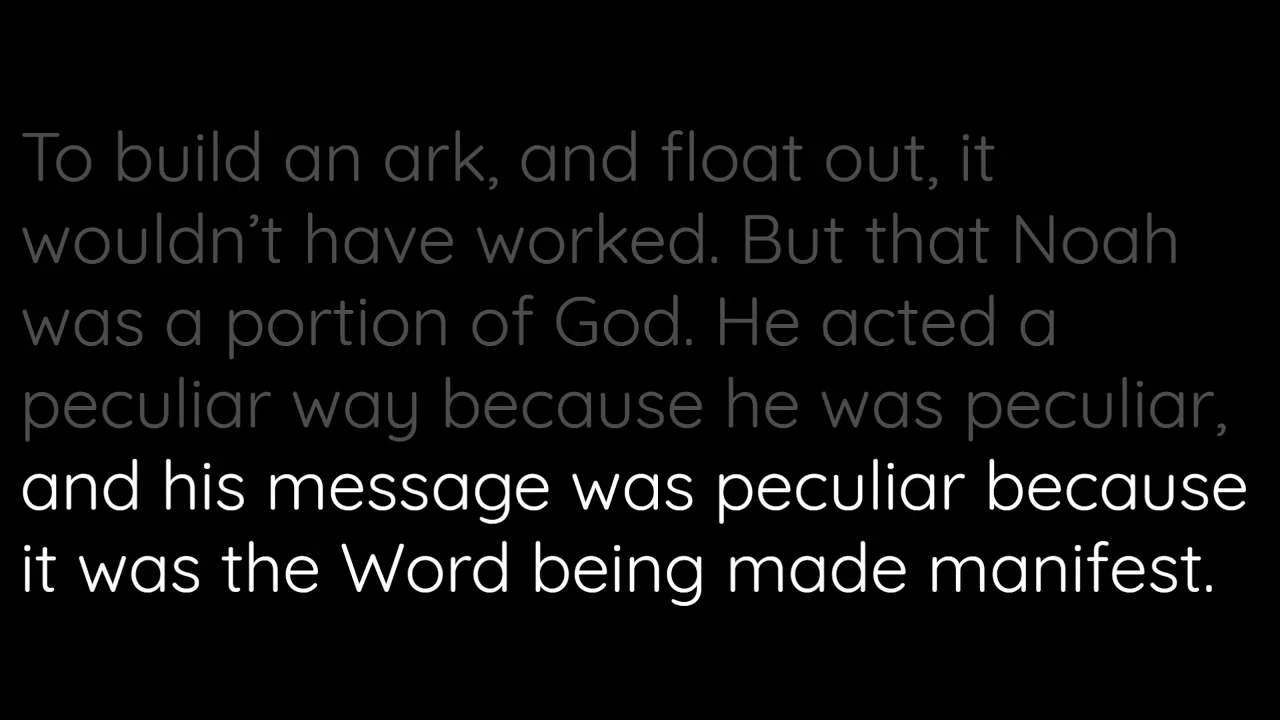 To build an ark, and float out, it
wouldn’t have worked. But that Noah
was a portion of God. He acted a
peculiar way because he was peculiar,
and his message was peculiar because
it was the Word being made manifest.